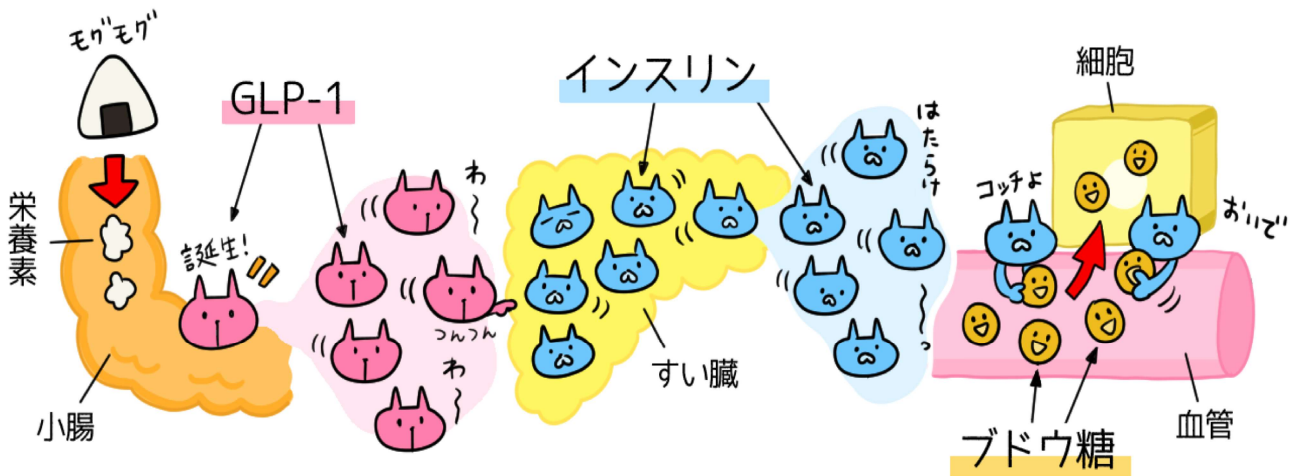 モグモグ
GLP-1
インスリン
細胞
栄養素
誕生!
わ〜
つんつん
わ〜
はたらけ〜っ
コッチよ
おいで
小腸
すい臓
ブドウ糖
血管